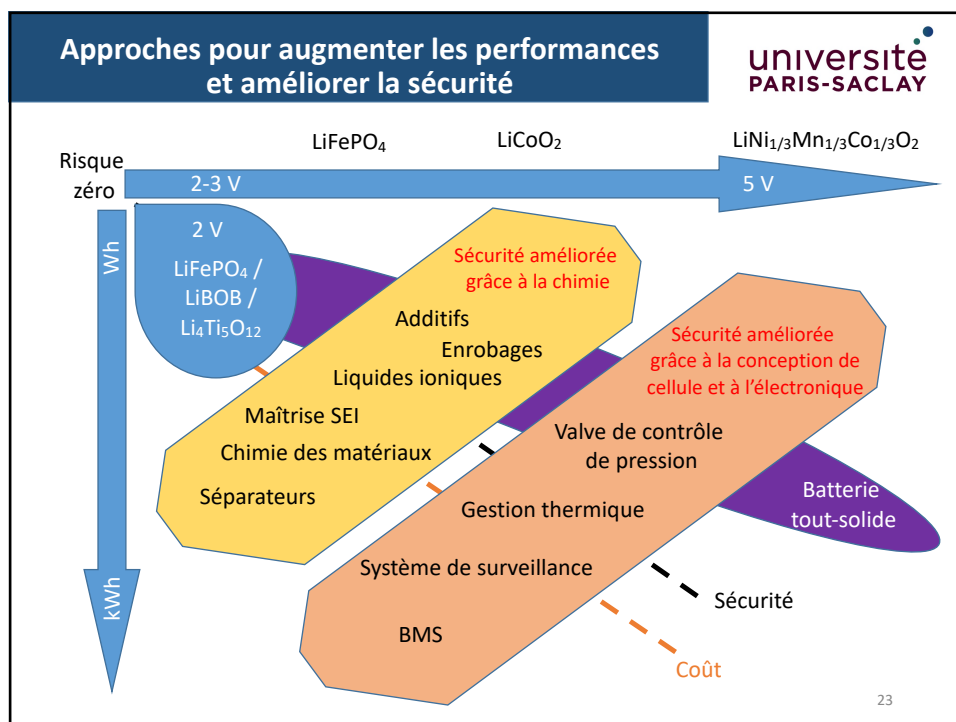 Approches pour augmenter les performances
et améliorer la sécurité
université
PARIS-SACLAY
LiFePO₄
LiCoO₂
LiNi₁/₃Mn₁/₃Co₁/₃O₂
Risque
zéro
2-3 V
5 V
Wh
kWh
2 V
LiFePO₄ /
LiBOB /
Li₄Ti₅O₁₂
Sécurité améliorée
grâce à la chimie
Additifs
Enrobages
Liquides ioniques
Maîtrise SEI
Chimie des matériaux
Séparateurs
Sécurité améliorée
grâce à la conception de
cellule et à l’électronique
Valve de contrôle
de pression
Gestion thermique
Système de surveillance
BMS
Batterie
tout-solide
Sécurité
Coût
23